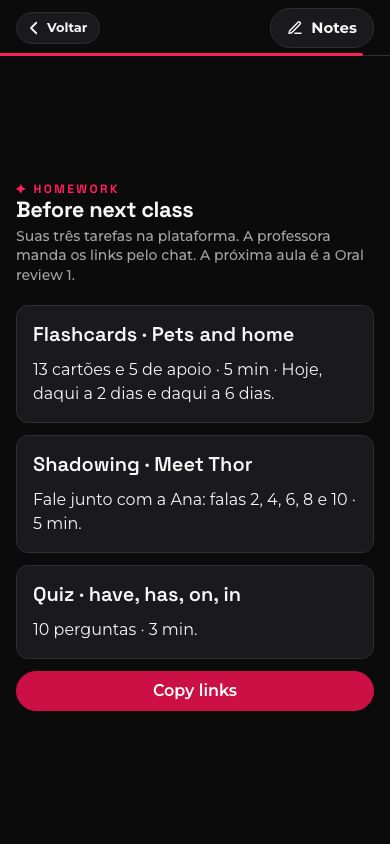 Voltar
Notes
HOMEWORK
Before next class
Suas três tarefas na plataforma. A professora
manda os links pelo chat. A próxima aula é a Oral
review 1.
Flashcards · Pets and home
13 cartões e 5 de apoio · 5 min · Hoje,
daqui a 2 dias e daqui a 6 dias.
Shadowing · Meet Thor
Fale junto com a Ana: falas 2, 4, 6, 8 e 10 ·
5 min.
Quiz · have, has, on, in
10 perguntas · 3 min.
Copy links